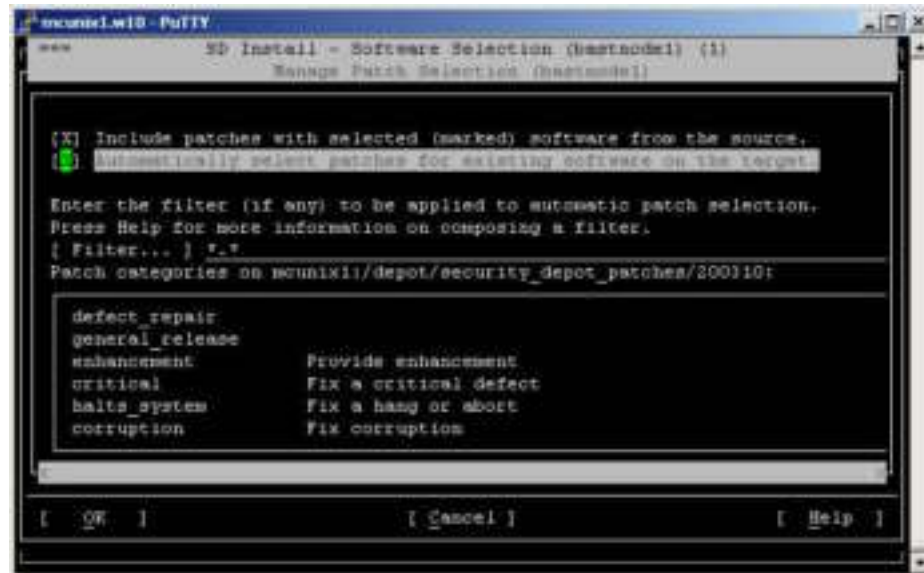 mcunix1.w10 - PuTTY
===
SD Install - Software Selection (bastnode1) (1)
Manage Patch Selection (bastnode1)
[X] Include patches with selected (marked) software from the source.
[ ] Automatically select patches for existing software on the target.
Enter the filter (if any) to be applied to automatic patch selection.
Press Help for more information on composing a filter.
[ Filter... ] *.*
Patch categories on mcunix1:/depot/security_depot_patches/200310:
defect_repair
general_release
enhancement Provide enhancement
critical Fix a critical defect
halts_system Fix a hang or abort
corruption Fix corruption
[ OK ] [ Cancel ] [ Help ]